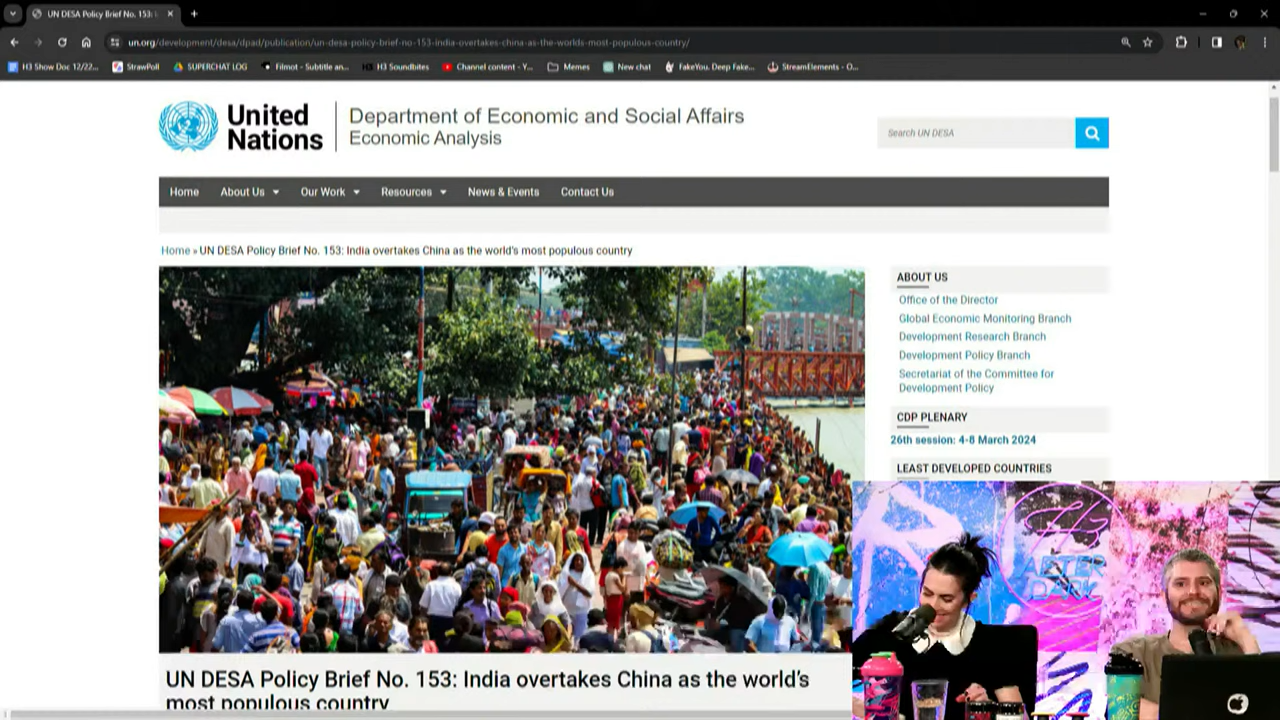 UN DESA Policy Brief No. 153:
un.org/development/desa/dpad/publication/un-desa-policy-brief-no-153-india-overtakes-china-as-the-worlds-most-populous-country/
H3 Show Doc 12/22... StrawPoll SUPERCHAT LOG Filmot - Subtitle an... H3 Soundbites Channel content - Y... Memes New chat FakeYou. Deep Fake... StreamElements - O...
United Nations
Department of Economic and Social Affairs
Economic Analysis
Search UN DESA
Home About Us Our Work Resources News & Events Contact Us
Home » UN DESA Policy Brief No. 153: India overtakes China as the world's most populous country
ABOUT US
Office of the Director
Global Economic Monitoring Branch
Development Research Branch
Development Policy Branch
Secretariat of the Committee for
Development Policy
CDP PLENARY
26th session: 4-8 March 2024
LEAST DEVELOPED COUNTRIES
AFTER
DARK
UN DESA Policy Brief No. 153: India overtakes China as the world's
most populous country